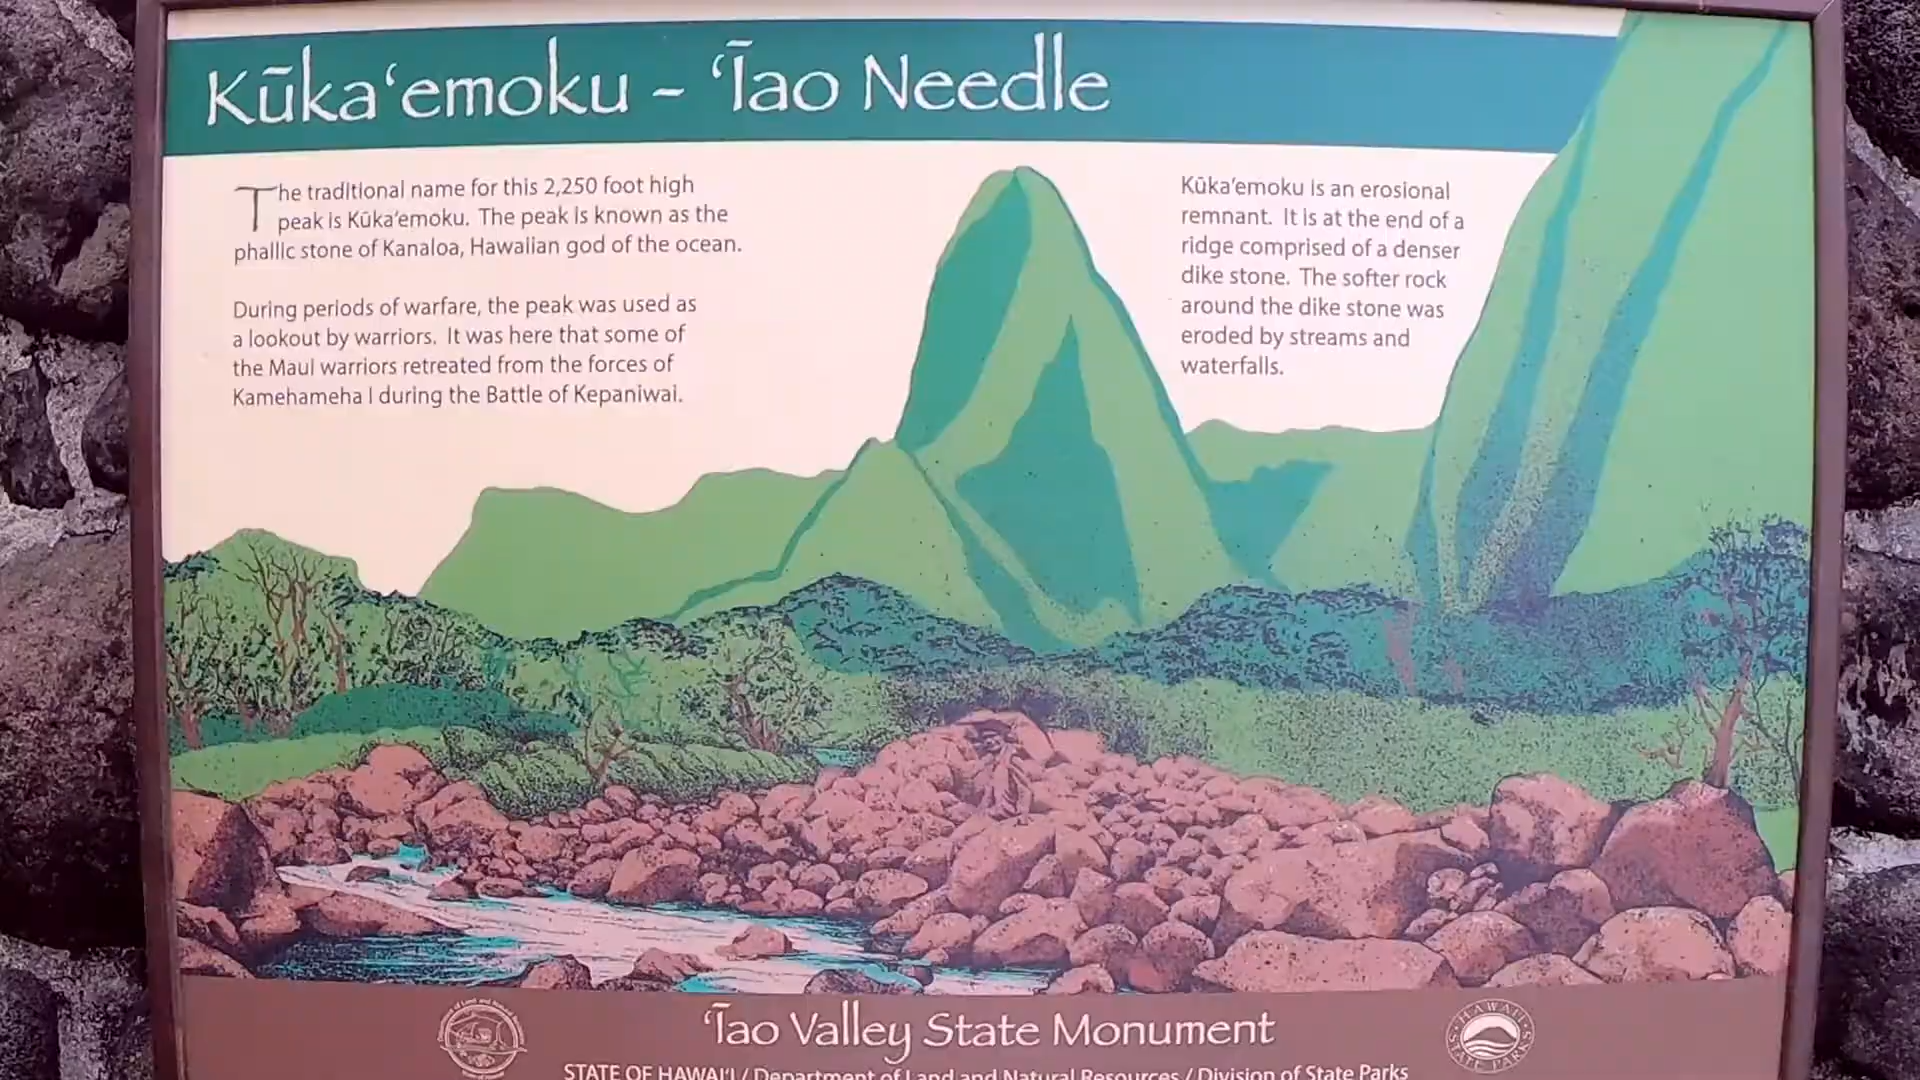 Kūka‘emoku – ‘Īao Needle
The traditional name for this 2,250 foot high
peak is Kūka‘emoku. The peak is known as the
phallic stone of Kanaloa, Hawaiian god of the ocean.
During periods of warfare, the peak was used as
a lookout by warriors. It was here that some of
the Maui warriors retreated from the forces of
Kamehameha I during the Battle of Kepaniwai.
Kūka‘emoku is an erosional
remnant. It is at the end of a
ridge comprised of a denser
dike stone. The softer rock
around the dike stone was
eroded by streams and
waterfalls.
‘Īao Valley State Monument
HAWAI‘I
STATE PARKS
STATE OF HAWAI‘I / Department of Land and Natural Resources / Division of State Parks